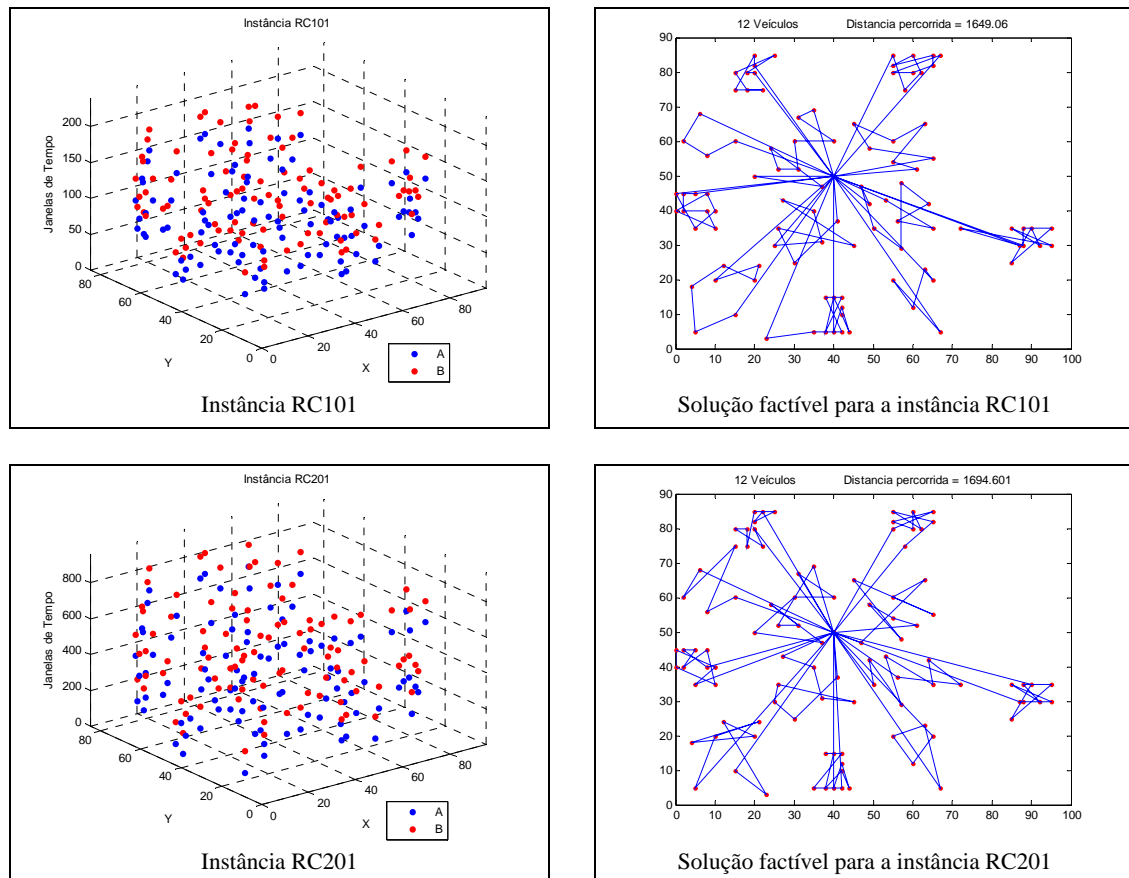 Instância RC101
Janelas de Tempo
200
150
100
50
0
80
60
40
20
0
Y
0
20
40
60
80
X
A
B
Instância RC101
12 Veículos Distancia percorrida = 1649.06
90
80
70
60
50
40
30
20
10
0
0 10 20 30 40 50 60 70 80 90 100
Solução factível para a instância RC101
Instância RC201
Janelas de Tempo
800
600
400
200
0
80
60
40
20
0
Y
0
20
40
60
80
X
A
B
Instância RC201
12 Veículos Distancia percorrida = 1694.601
90
80
70
60
50
40
30
20
10
0
0 10 20 30 40 50 60 70 80 90 100
Solução factível para a instância RC201